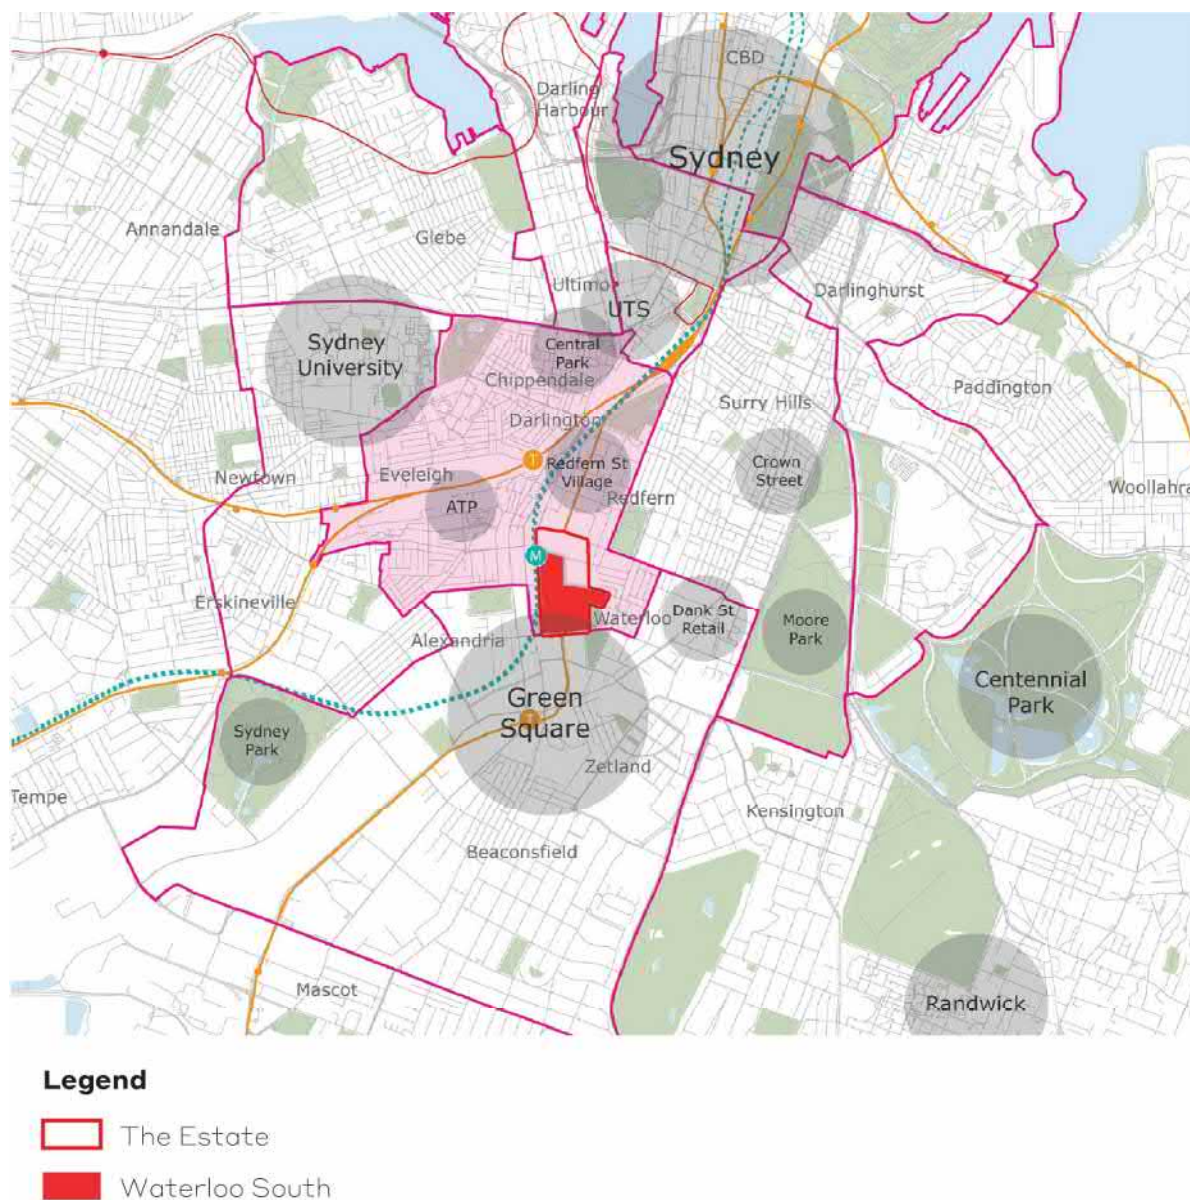 CBD
Darling
Harbour
Sydney
Annandale
Glebe
Ultimo
Darlinghurst
UTS
Sydney
University
Central
Park
Chippendale
Paddington
Surry Hills
Darlington
Newtown
Eveleigh
T
Redfern St
Village
Crown
Street
Woollahra
Redfern
ATP
M
Erskineville
Waterloo
Dank St
Retail
Moore
Park
Alexandria
Centennial
Park
Green
Square
T
Sydney
Park
Zetland
Tempe
Kensington
Beaconsfield
Mascot
Randwick
Legend
The Estate
Waterloo South